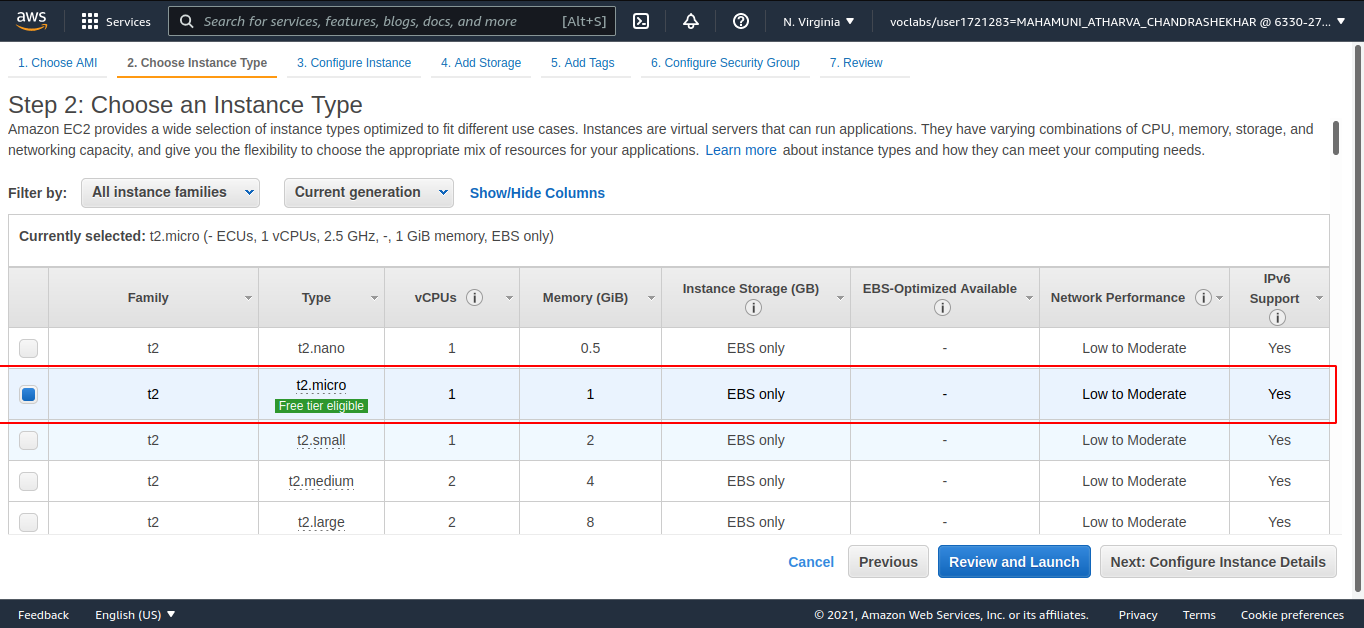 aws Services Search for services, features, blogs, docs, and more [Alt+S] N. Virginia voclabs/user1721283=MAHAMUNI_ATHARVA_CHANDRASHEKHAR @ 6330-27...
1. Choose AMI 2. Choose Instance Type 3. Configure Instance 4. Add Storage 5. Add Tags 6. Configure Security Group 7. Review
Step 2: Choose an Instance Type
Amazon EC2 provides a wide selection of instance types optimized to fit different use cases. Instances are virtual servers that can run applications. They have varying combinations of CPU, memory, storage, and
networking capacity, and give you the flexibility to choose the appropriate mix of resources for your applications. Learn more about instance types and how they can meet your computing needs.
Filter by: All instance families Current generation Show/Hide Columns
Currently selected: t2.micro (- ECUs, 1 vCPUs, 2.5 GHz, -, 1 GiB memory, EBS only)
Family Type vCPUs Memory (GiB) Instance Storage (GB) EBS-Optimized Available Network Performance IPv6 Support
t2 t2.nano 1 0.5 EBS only - Low to Moderate Yes
t2 t2.micro 1 1 EBS only - Low to Moderate Yes
Free tier eligible
t2 t2.small 1 2 EBS only - Low to Moderate Yes
t2 t2.medium 2 4 EBS only - Low to Moderate Yes
t2 t2.large 2 8 EBS only - Low to Moderate Yes
Cancel Previous Review and Launch Next: Configure Instance Details
Feedback English (US) © 2021, Amazon Web Services, Inc. or its affiliates. Privacy Terms Cookie preferences